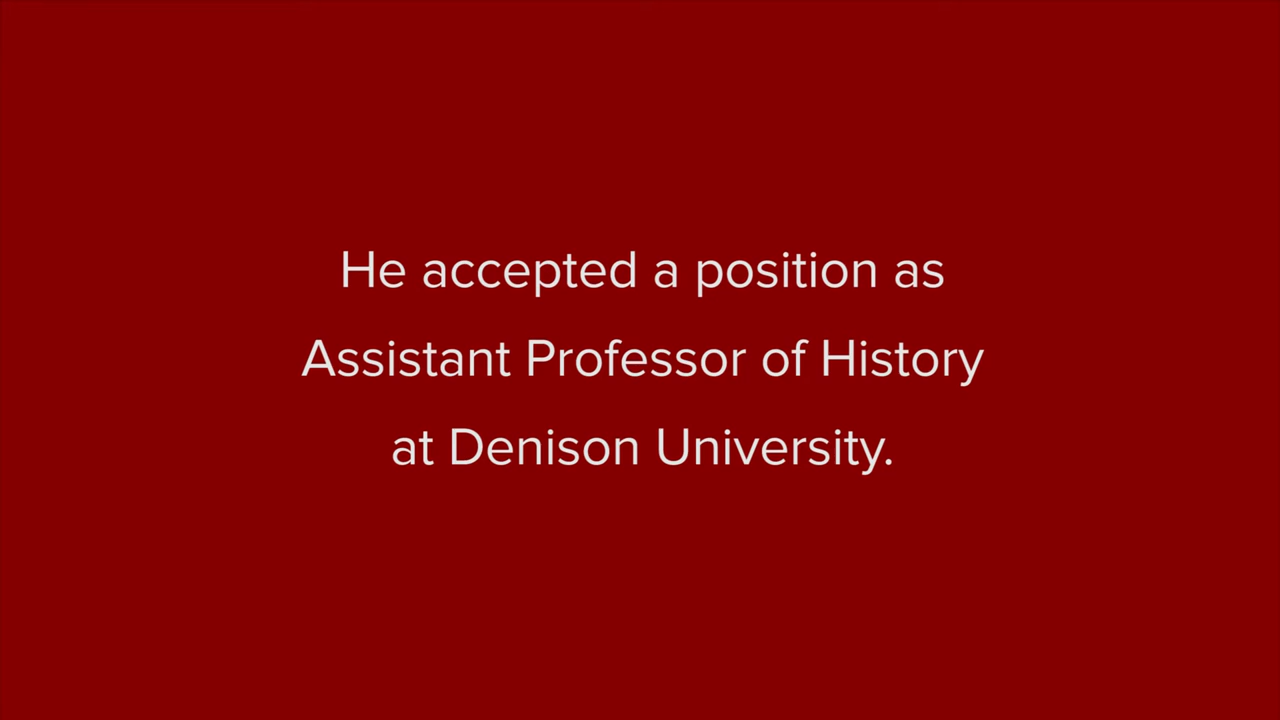 He accepted a position as
Assistant Professor of History
at Denison University.